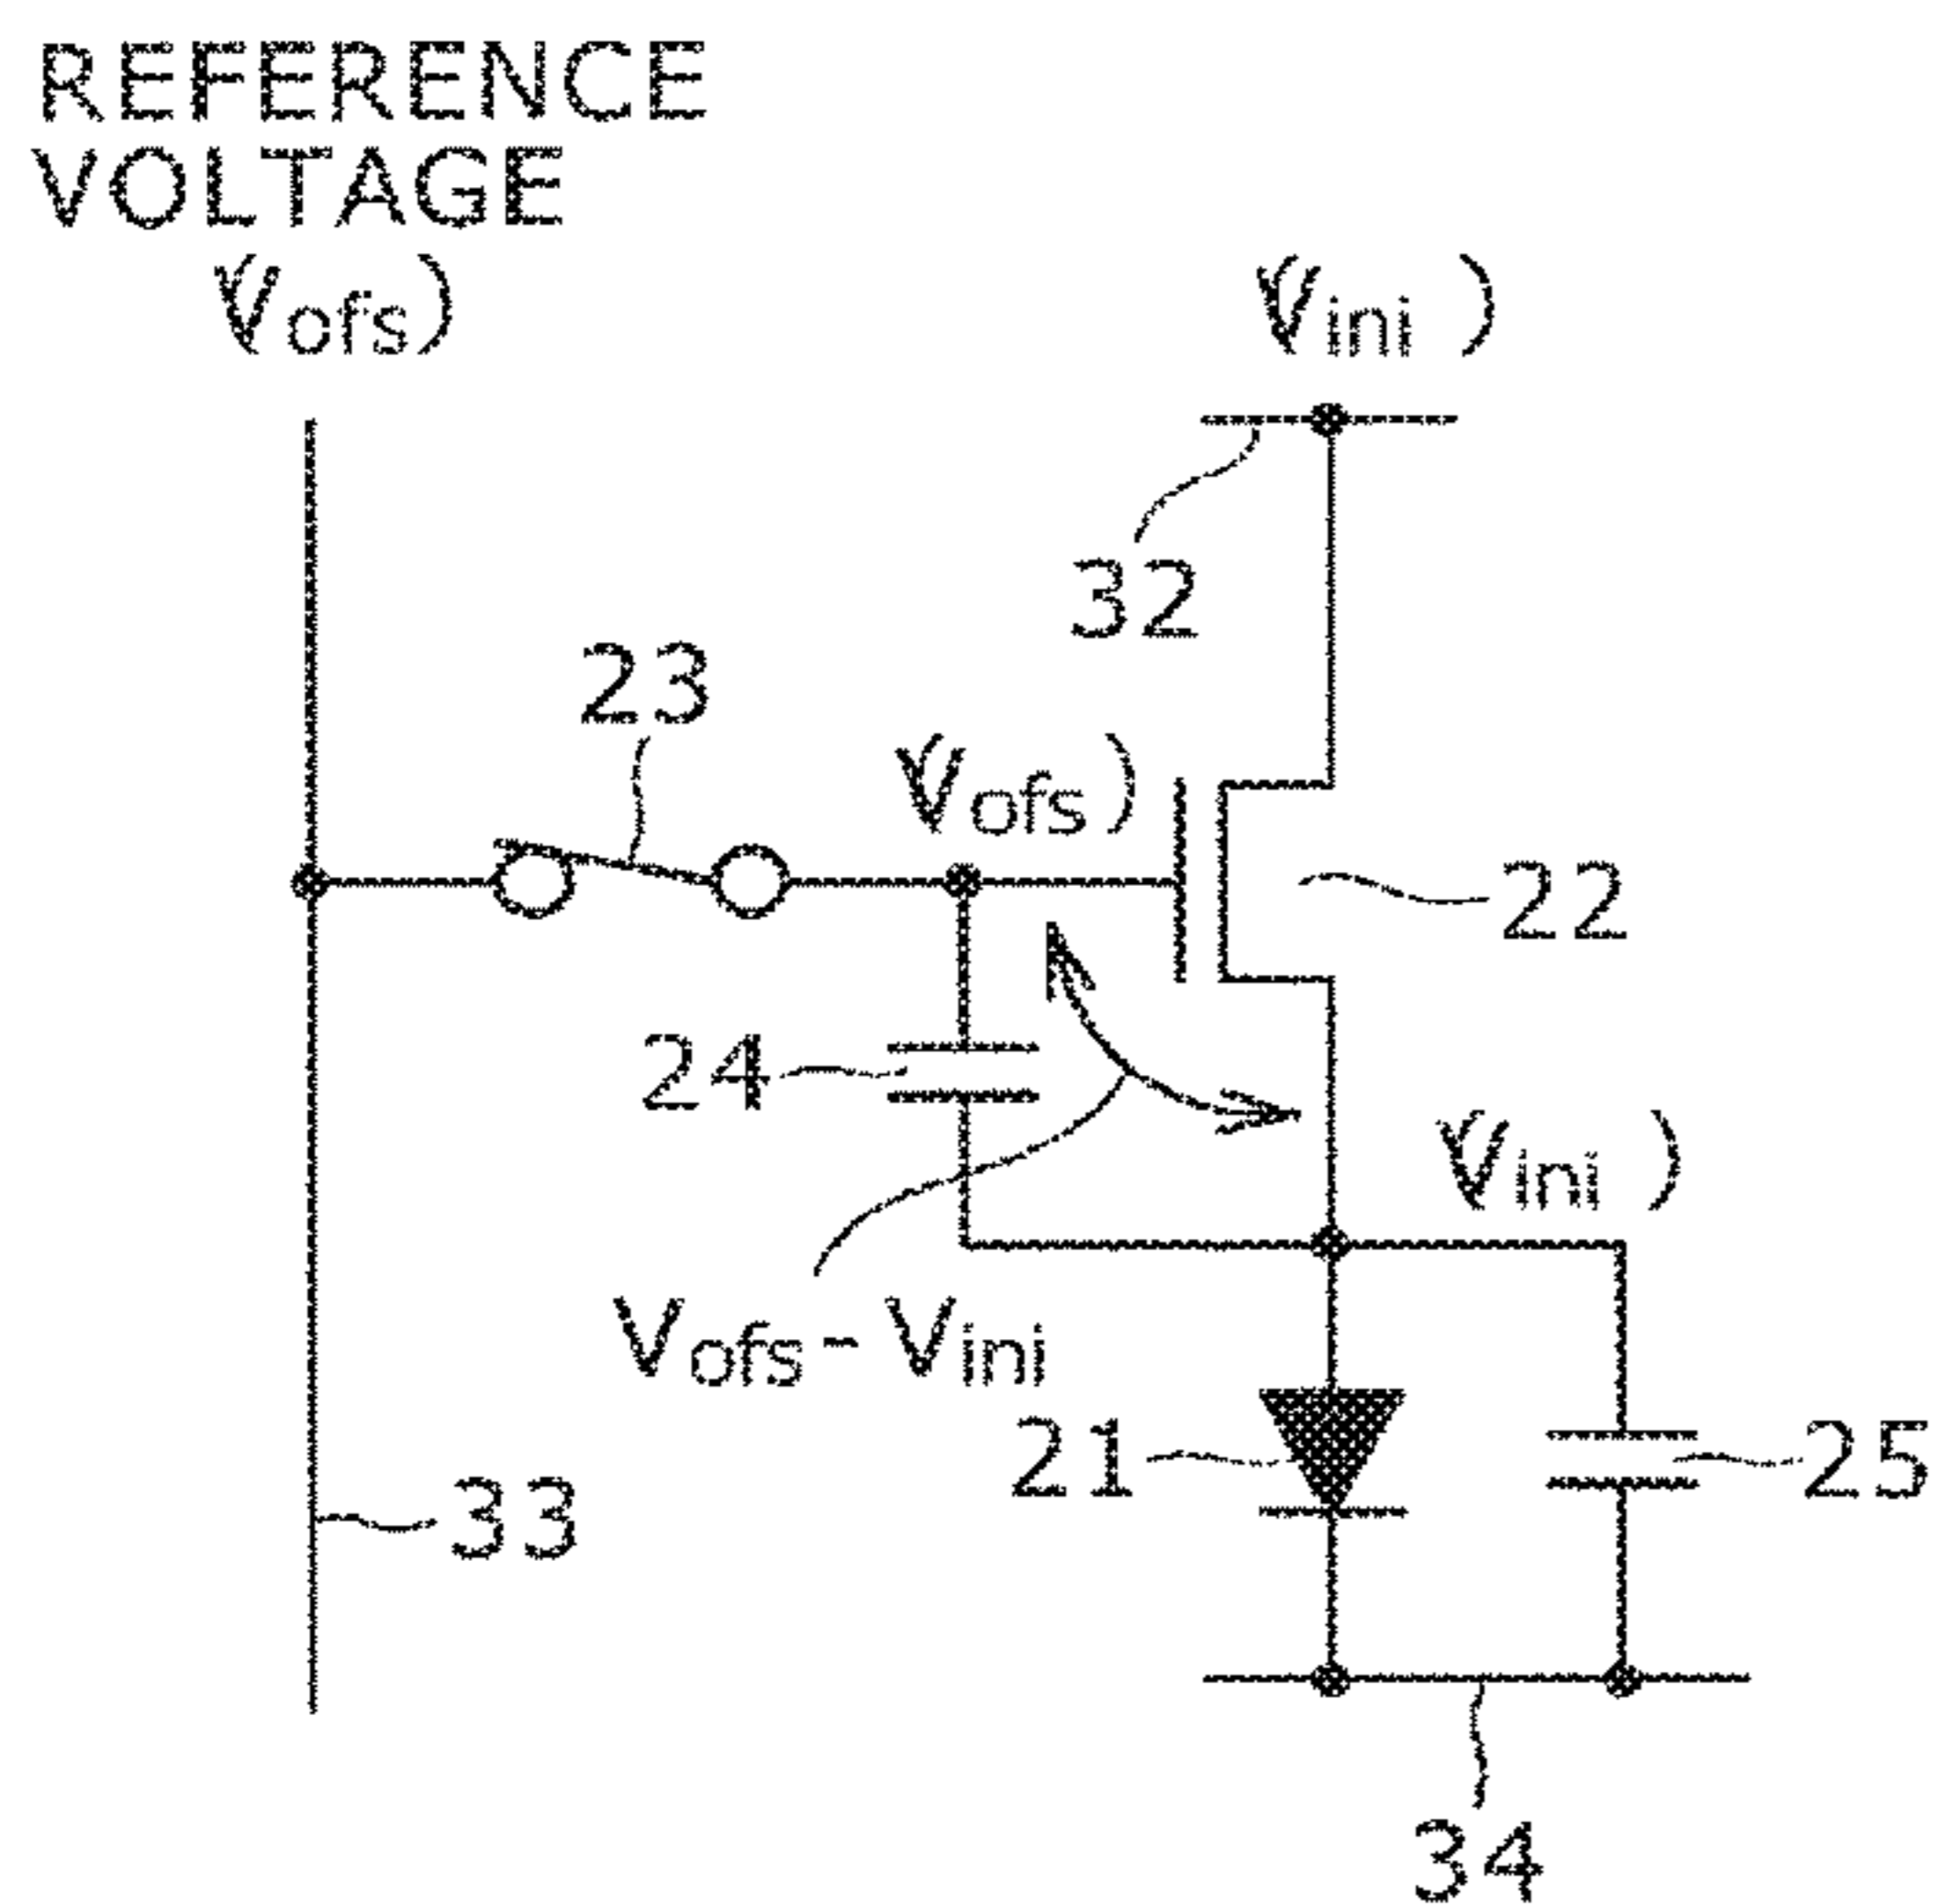 REFERENCE
VOLTAGE
(Vofs)
(Vini)
32
23
(Vofs)
22
24
(Vini)
Vofs-Vini
21
25
33
34